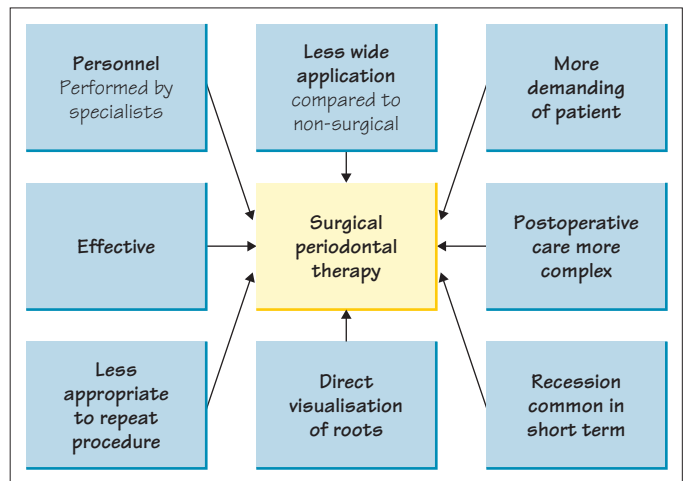 Personnel
Performed by
specialists
Less wide
application
compared to
non-surgical
More
demanding
of patient
Effective
Surgical
periodontal
therapy
Postoperative
care more
complex
Less
appropriate
to repeat
procedure
Direct
visualisation
of roots
Recession
common in
short term